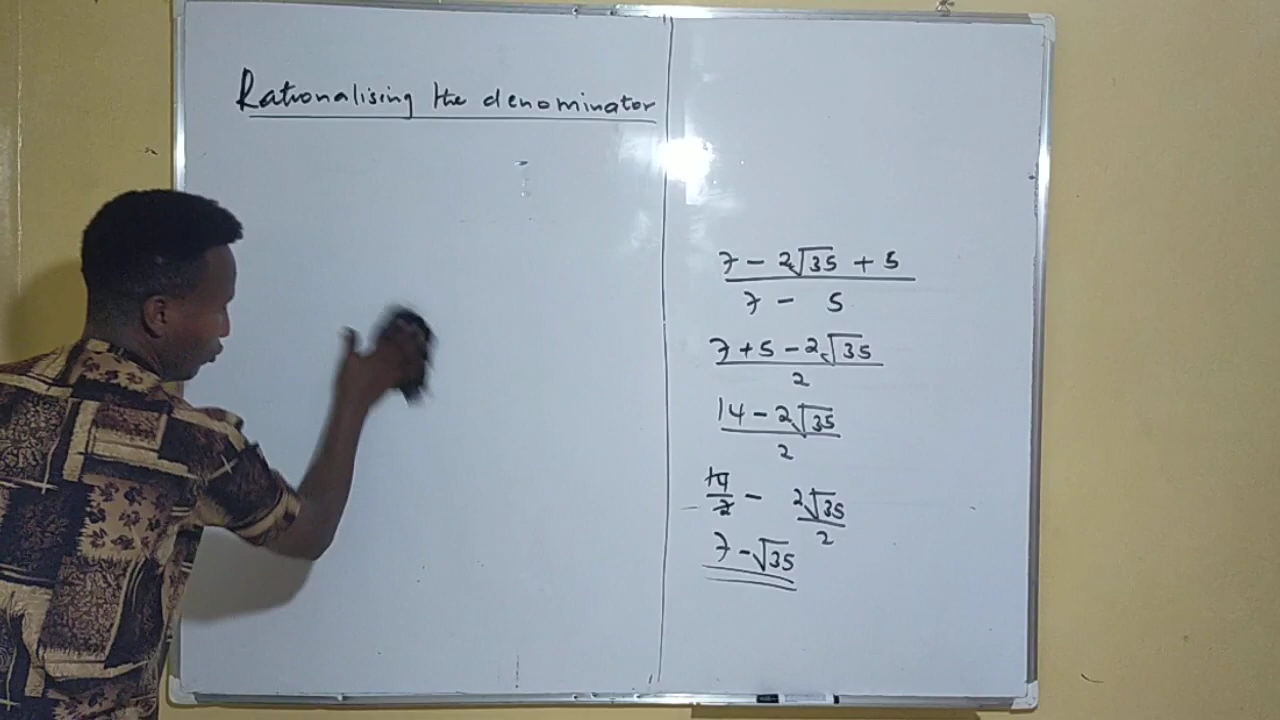 Rationalising the denominator
7 - 2√35 + 5
7 - 5
7 + 5 - 2√35
2
14 - 2√35
2
14/2 - 2√35/2
7 - √35